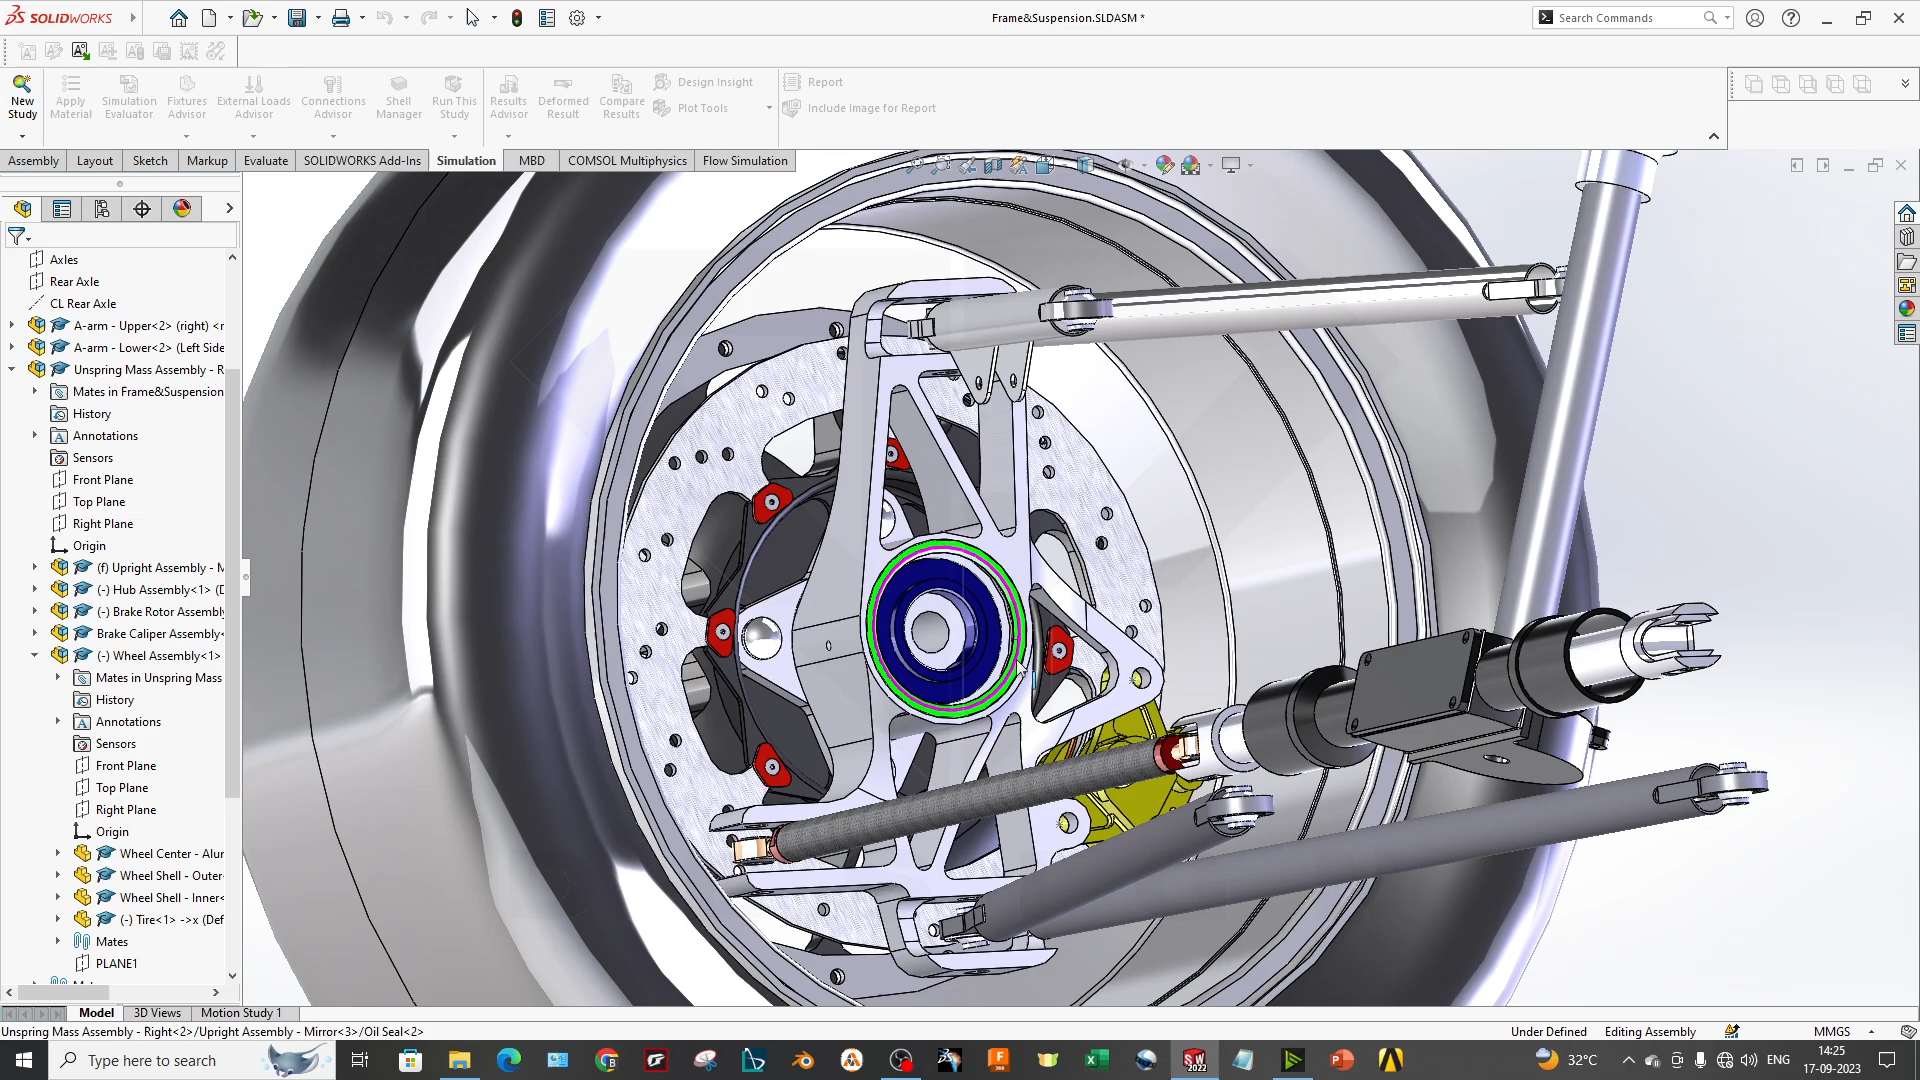 SOLIDWORKS
Frame&Suspension.SLDASM *
Search Commands
New Study
Apply Material
Simulation Evaluator
Fixtures Advisor
External Loads Advisor
Connections Advisor
Shell Manager
Run This Study
Results Advisor
Deformed Result
Compare Results
Design Insight
Plot Tools
Report
Include Image for Report
Assembly
Layout
Sketch
Markup
Evaluate
SOLIDWORKS Add-Ins
Simulation
MBD
COMSOL Multiphysics
Flow Simulation
Axles
Rear Axle
CL Rear Axle
A-arm - Upper<2> (right) <r
A-arm - Lower<2> (Left Side
Unspring Mass Assembly - R
Mates in Frame&Suspension
History
Annotations
Sensors
Front Plane
Top Plane
Right Plane
Origin
(f) Upright Assembly - M
(-) Hub Assembly<1> (D
(-) Brake Rotor Assembly
Brake Caliper Assembly<
(-) Wheel Assembly<1>
Mates in Unspring Mass
History
Annotations
Sensors
Front Plane
Top Plane
Right Plane
Origin
Wheel Center - Alur
Wheel Shell - Outer
Wheel Shell - Inner<
(-) Tire<1> ->x (Def
Mates
PLANE1
Model
3D Views
Motion Study 1
Unspring Mass Assembly - Right<2>/Upright Assembly - Mirror<3>/Oil Seal<2>
Under Defined
Editing Assembly
MMGS
Type here to search
32°C
ENG
14:25
17-09-2023